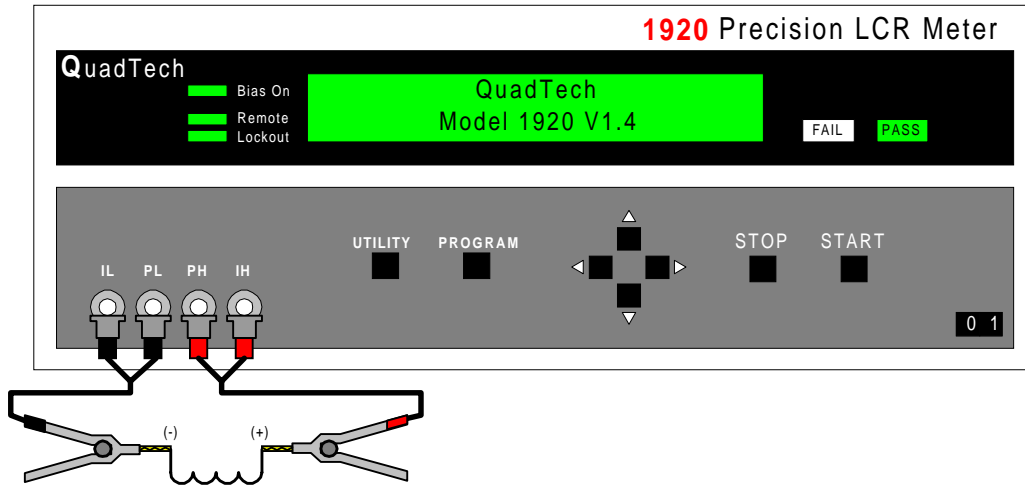 1920 Precision LCR Meter
QuadTech
Bias On
Remote
Lockout
QuadTech
Model 1920 V1.4
FAIL
PASS
UTILITY
PROGRAM
STOP
START
IL
PL
PH
IH
0 1
(-)
(+)